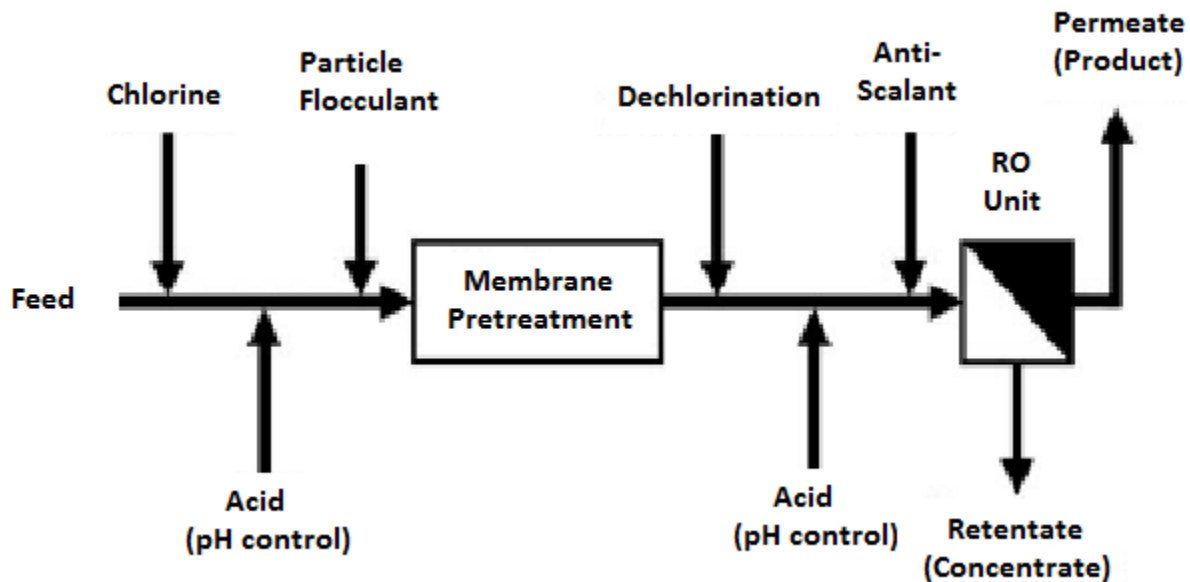 Permeate
(Product)
Anti-
Scalant
Particle
Flocculant
Chlorine
Dechlorination
RO
Unit
Feed
Membrane
Pretreatment
Acid
(pH control)
Acid
(pH control)
Retentate
(Concentrate)